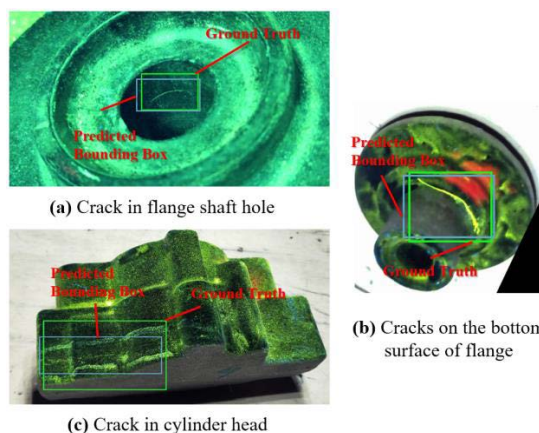 Ground Truth
Predicted
Bounding Box
(a) Crack in flange shaft hole
Predicted
Bounding Box
Ground Truth
(b) Cracks on the bottom
surface of flange
Predicted
Bounding Box
Ground Truth
(c) Crack in cylinder head